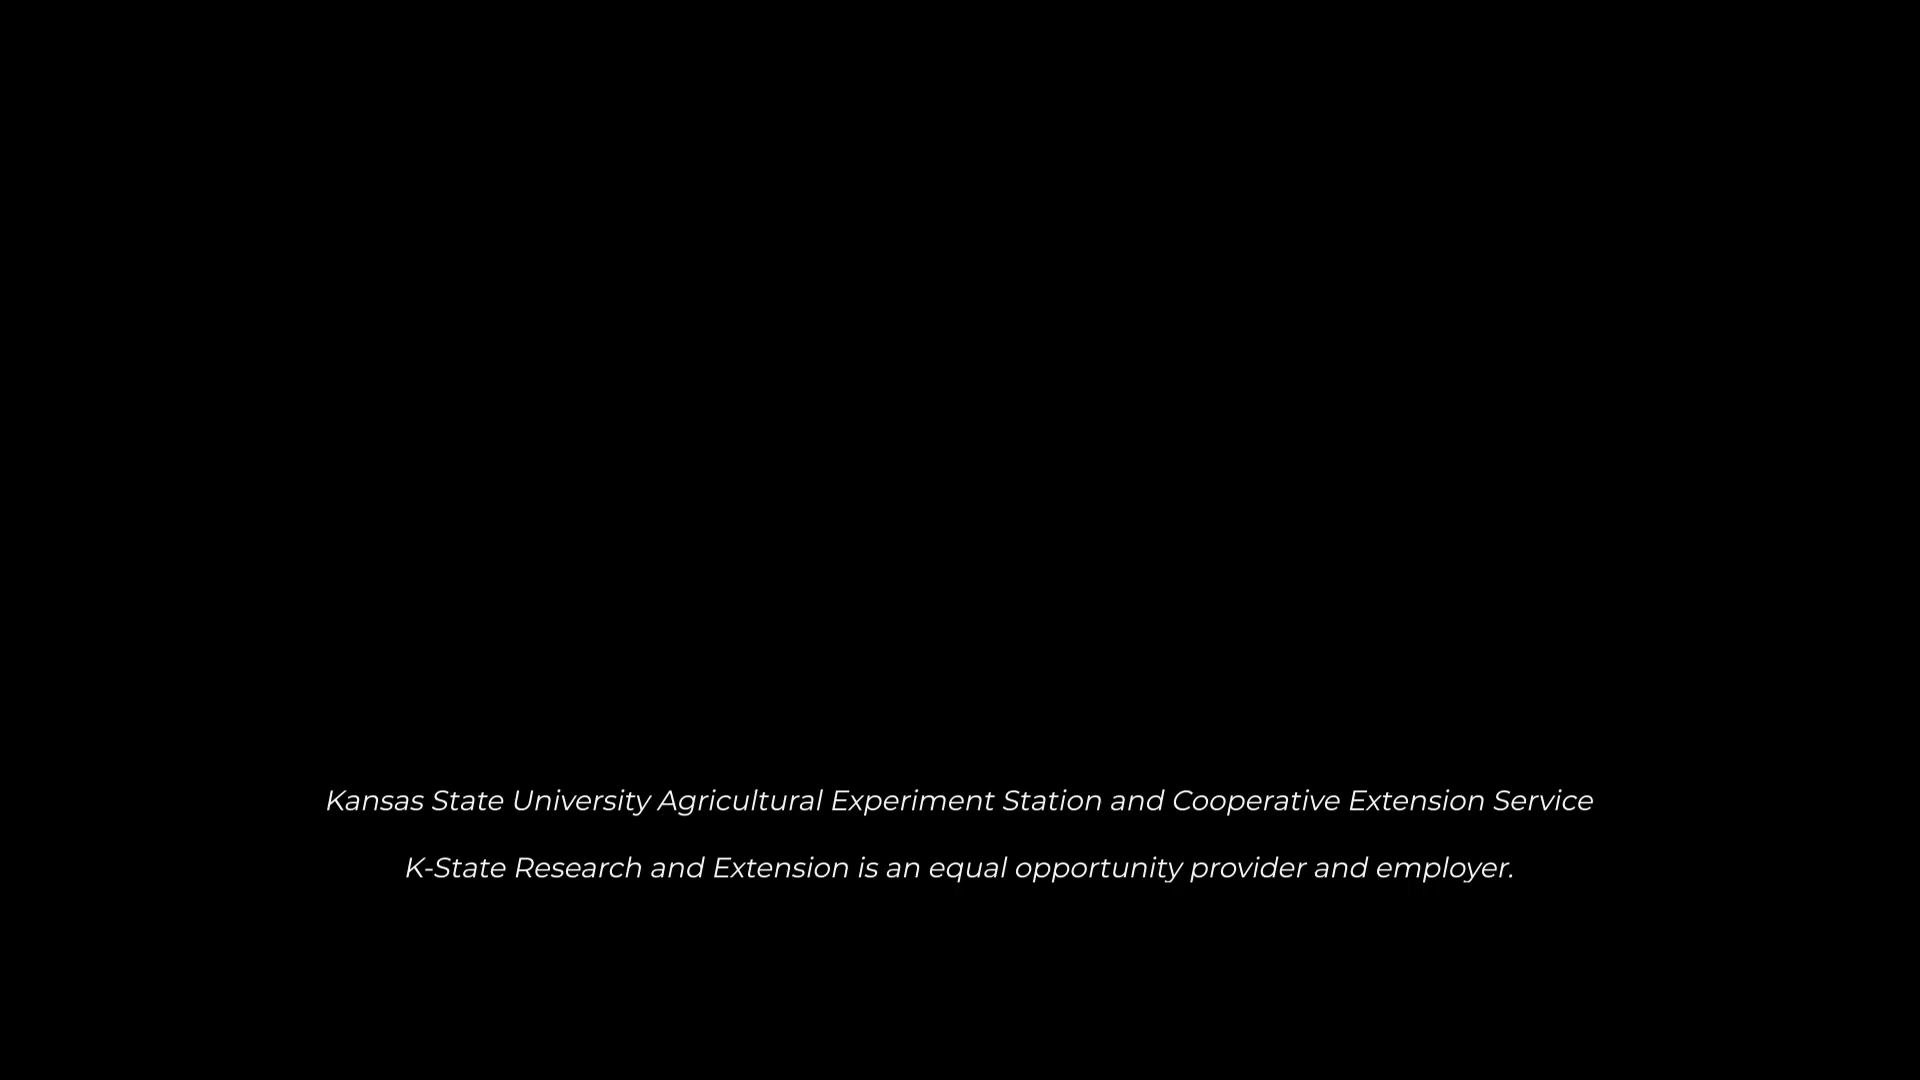 Kansas State University Agricultural Experiment Station and Cooperative Extension Service
K-State Research and Extension is an equal opportunity provider and employer.